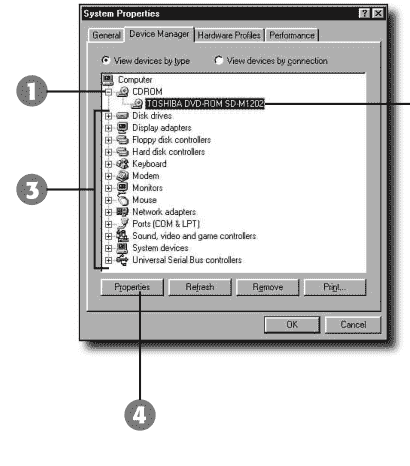 System Properties
General Device Manager Hardware Profiles Performance
View devices by type View devices by connection
Computer
1
CDROM
TOSHIBA DVD-ROM SD-M1202
Disk drives
Display adapters
Floppy disk controllers
Hard disk controllers
Keyboard
Modem
3
Monitors
Mouse
Network adapters
Ports (COM & LPT)
Sound, video and game controllers
System devices
Universal Serial Bus controllers
Properties Refresh Remove Print...
OK Cancel
4